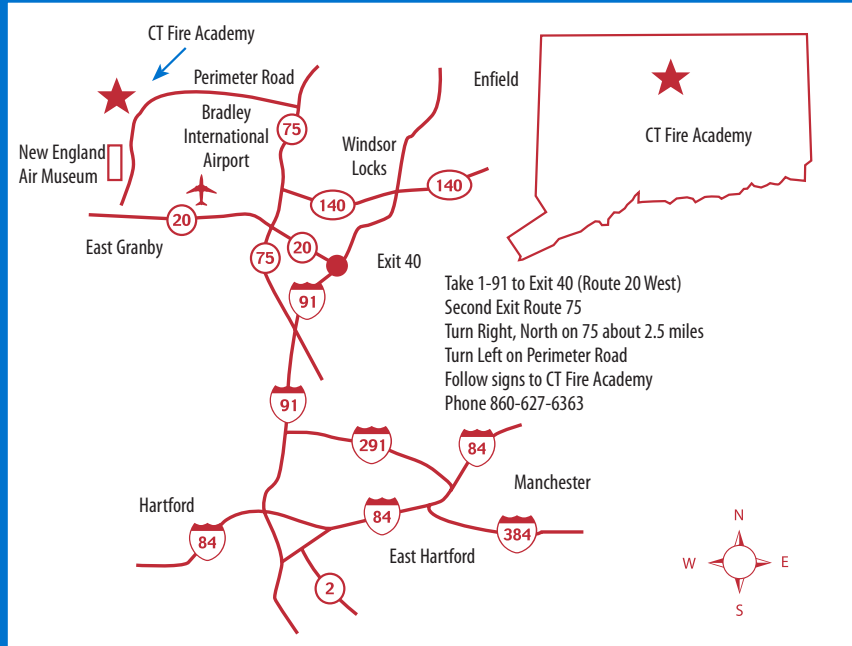 CT Fire Academy
Perimeter Road
Enfield
Bradley
International
Airport
75
Windsor
Locks
CT Fire Academy
New England
Air Museum
140
140
20
East Granby
75
20
Exit 40
91
Take 1-91 to Exit 40 (Route 20 West)
Second Exit Route 75
Turn Right, North on 75 about 2.5 miles
Turn Left on Perimeter Road
Follow signs to CT Fire Academy
Phone 860-627-6363
91
291
84
Manchester
Hartford
84
84
384
East Hartford
2
N
W
E
S